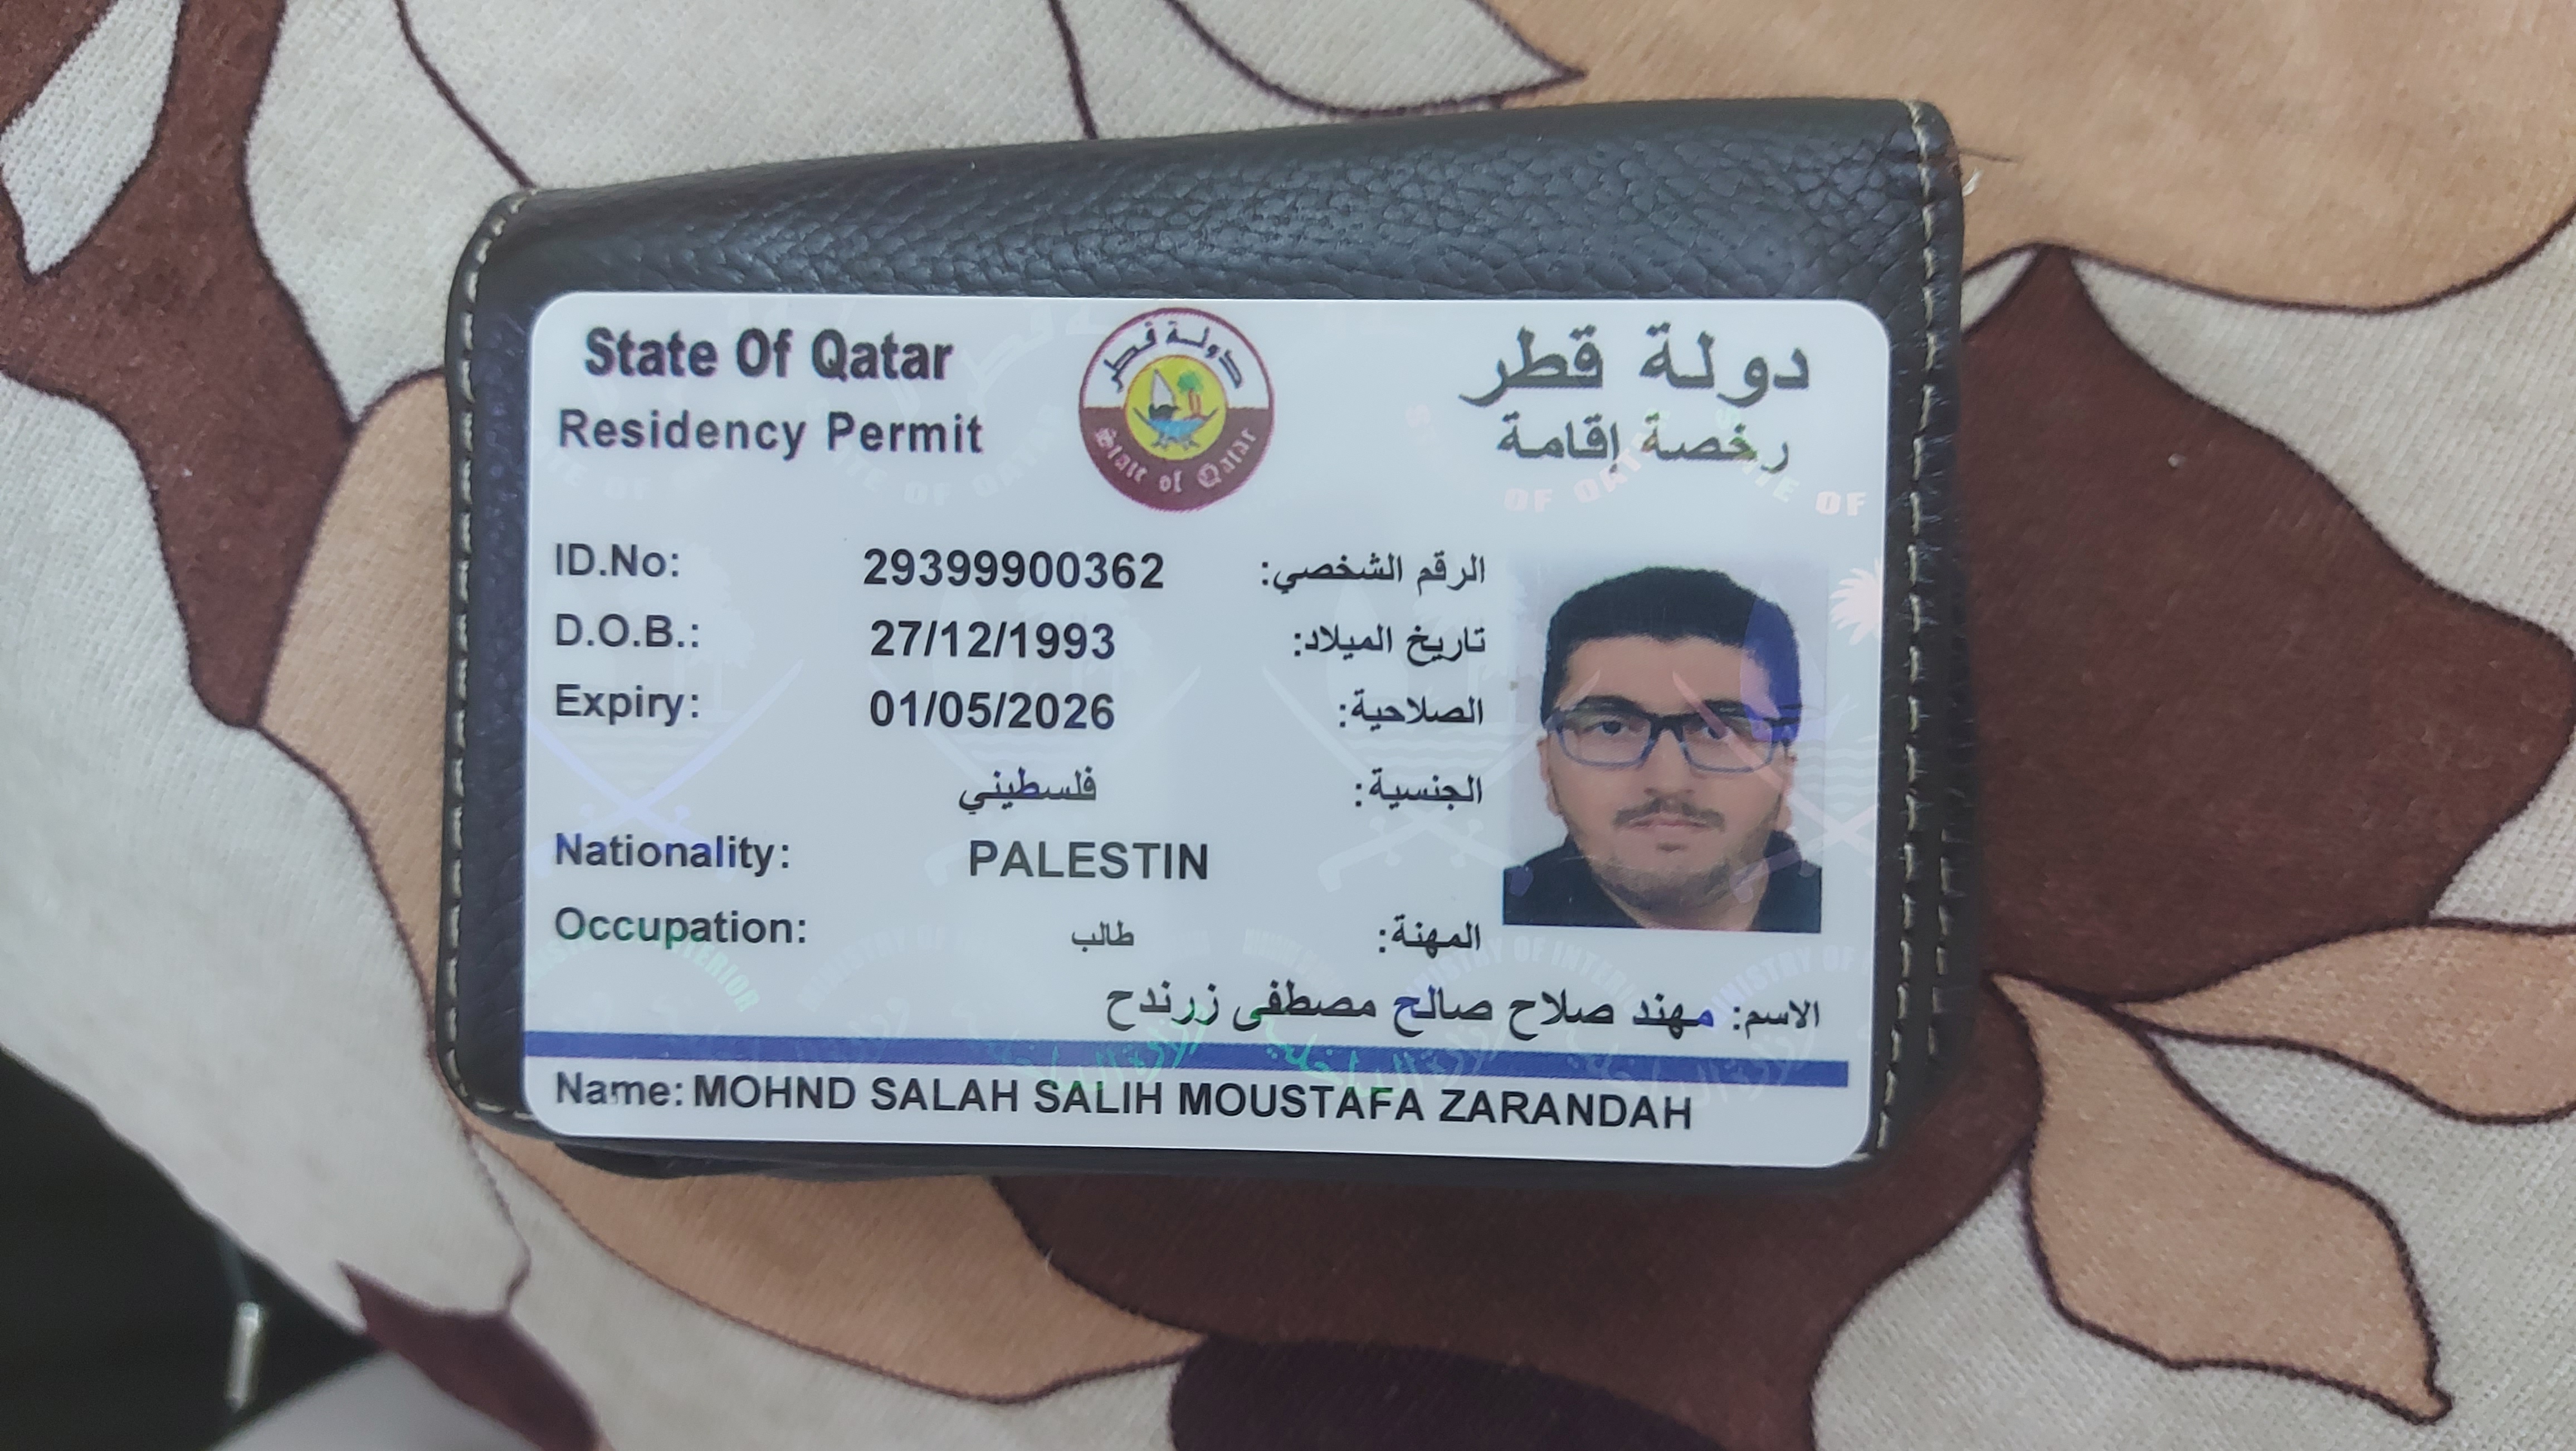 State Of Qatar
دولة قطر
Residency Permit
رخصة إقامة
دولة قطر
State of Qatar
ID.No: 29399900362 الرقم الشخصي:
D.O.B.: 27/12/1993 تاريخ الميلاد:
Expiry: 01/05/2026 الصلاحية:
فلسطيني الجنسية:
Nationality: PALESTIN
Occupation: طالب المهنة:
الاسم: مهند صلاح صالح مصطفى زرندح
Name: MOHND SALAH SALIH MOUSTAFA ZARANDAH